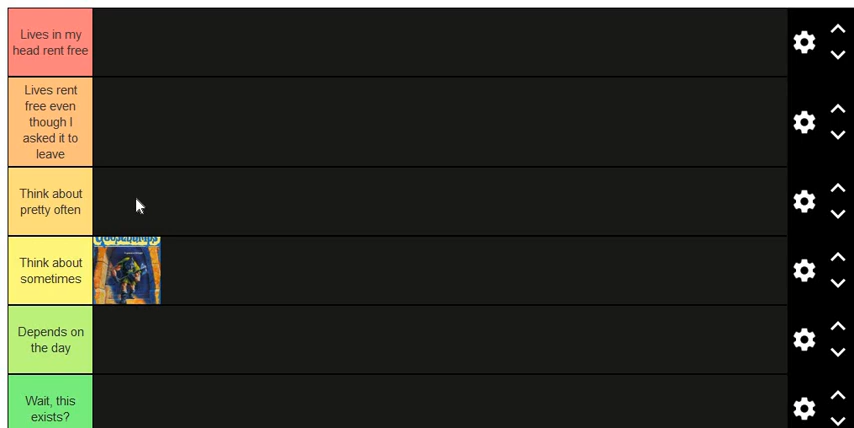 Lives in my
head rent free
Lives rent
free even
though I
asked it to
leave
Think about
pretty often
Think about
sometimes
Depends on
the day
Wait, this
exists?